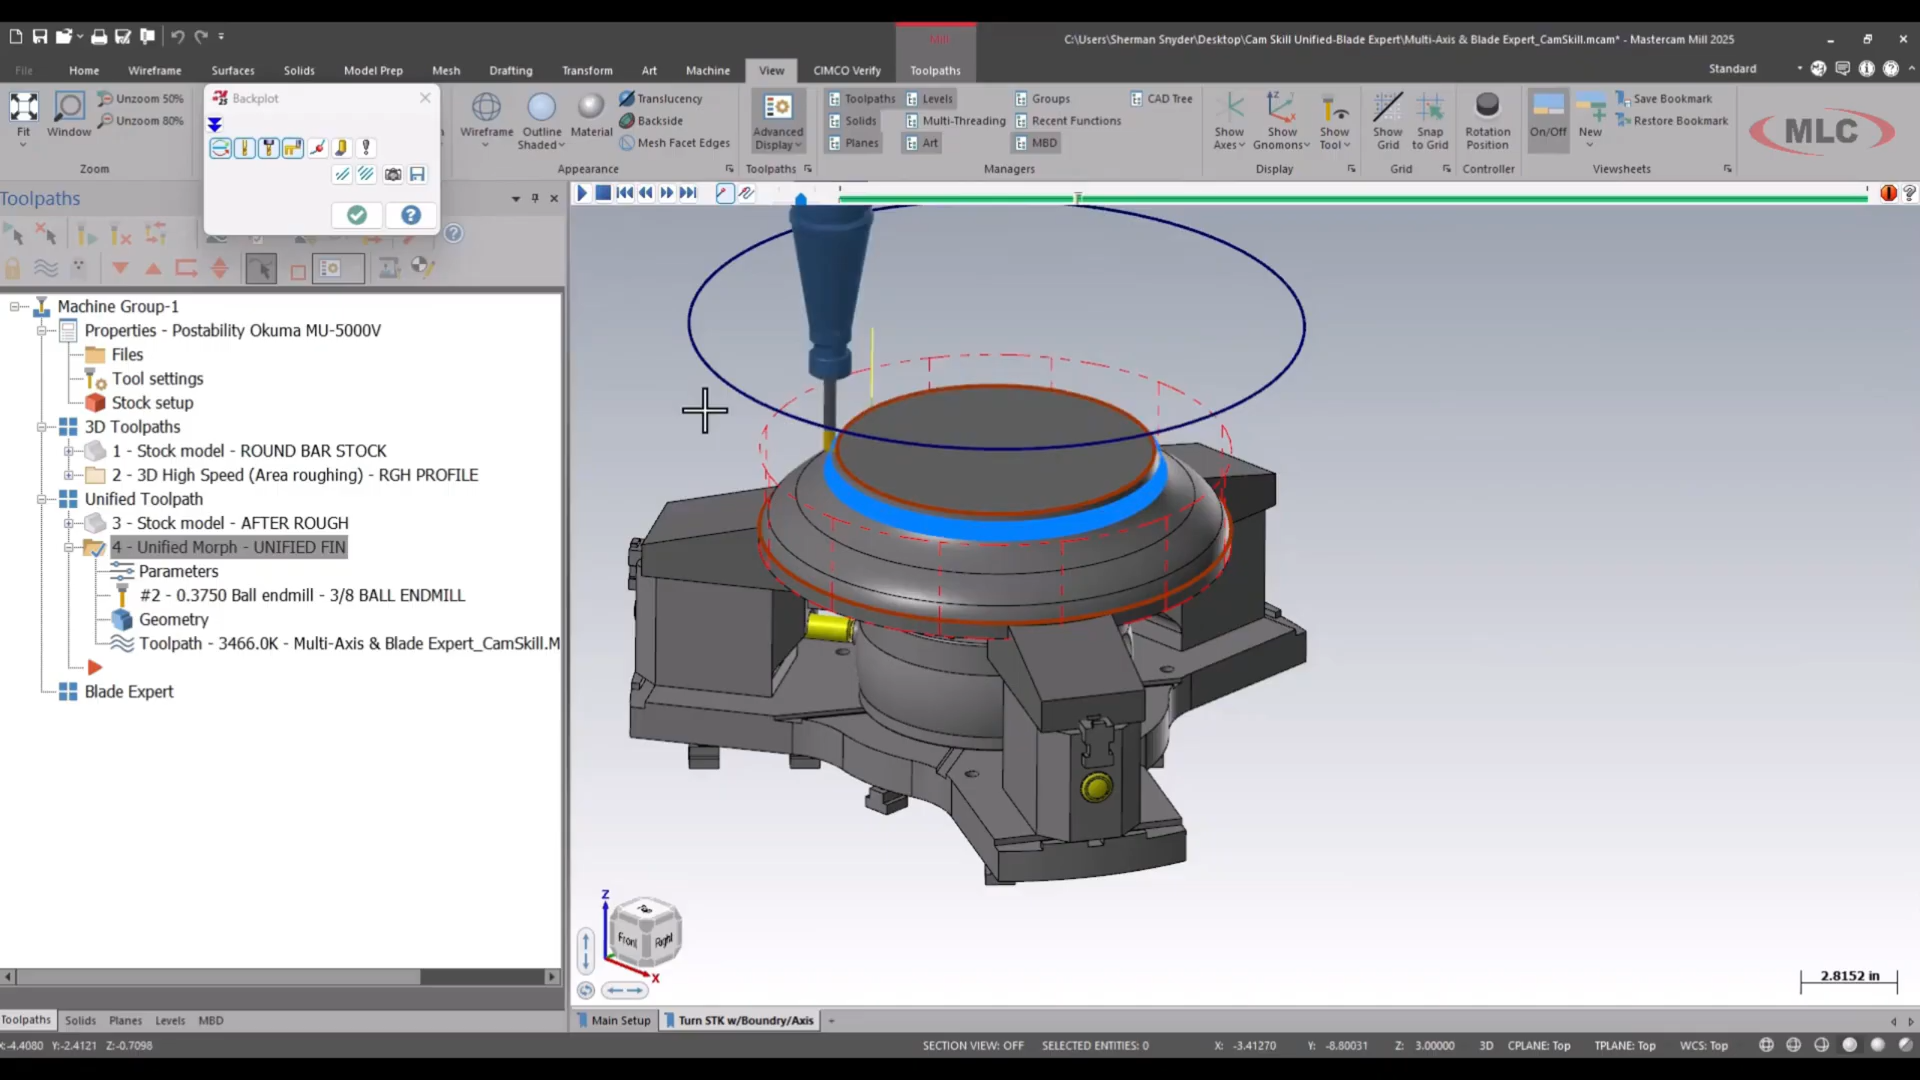 Mill
C:\Users\Sherman Snyder\Desktop\Cam Skill Unified-Blade Expert\Multi-Axis & Blade Expert_CamSkill.mcam* - Mastercam Mill 2025
File Home Wireframe Surfaces Solids Model Prep Mesh Drafting Transform Art Machine View CIMCO Verify Toolpaths
Standard
Fit
Window
Unzoom 50%
Unzoom 80%
Zoom
Backplot
Wireframe
Outline Shaded
Material
Translucency
Backside
Mesh Facet Edges
Appearance
Advanced Display
Toolpaths
Toolpaths
Solids
Planes
Levels
Multi-Threading
Art
Groups
Recent Functions
MBD
CAD Tree
Managers
Show Axes
Show Gnomons
Show Tool
Display
Show Grid
Snap to Grid
Grid
Rotation Position
Controller
On/Off
New
Save Bookmark
Restore Bookmark
Viewsheets
MLC
Toolpaths
Machine Group-1
Properties - Postability Okuma MU-5000V
Files
Tool settings
Stock setup
3D Toolpaths
1 - Stock model - ROUND BAR STOCK
2 - 3D High Speed (Area roughing) - RGH PROFILE
Unified Toolpath
3 - Stock model - AFTER ROUGH
4 - Unified Morph - UNIFIED FIN
Parameters
#2 - 0.3750 Ball endmill - 3/8 BALL ENDMILL
Geometry
Toolpath - 3466.0K - Multi-Axis & Blade Expert_CamSkill.M
Blade Expert
Z
Front
Right
X
2.8152 in
Toolpaths Solids Planes Levels MBD
Main Setup
Turn STK w/Boundry/Axis
X:-4.4080 Y:-2.4121 Z:-0.7098
SECTION VIEW: OFF SELECTED ENTITIES: 0 X: -3.41270 Y: -8.80031 Z: 3.00000 3D CPLANE: Top TPLANE: Top WCS: Top